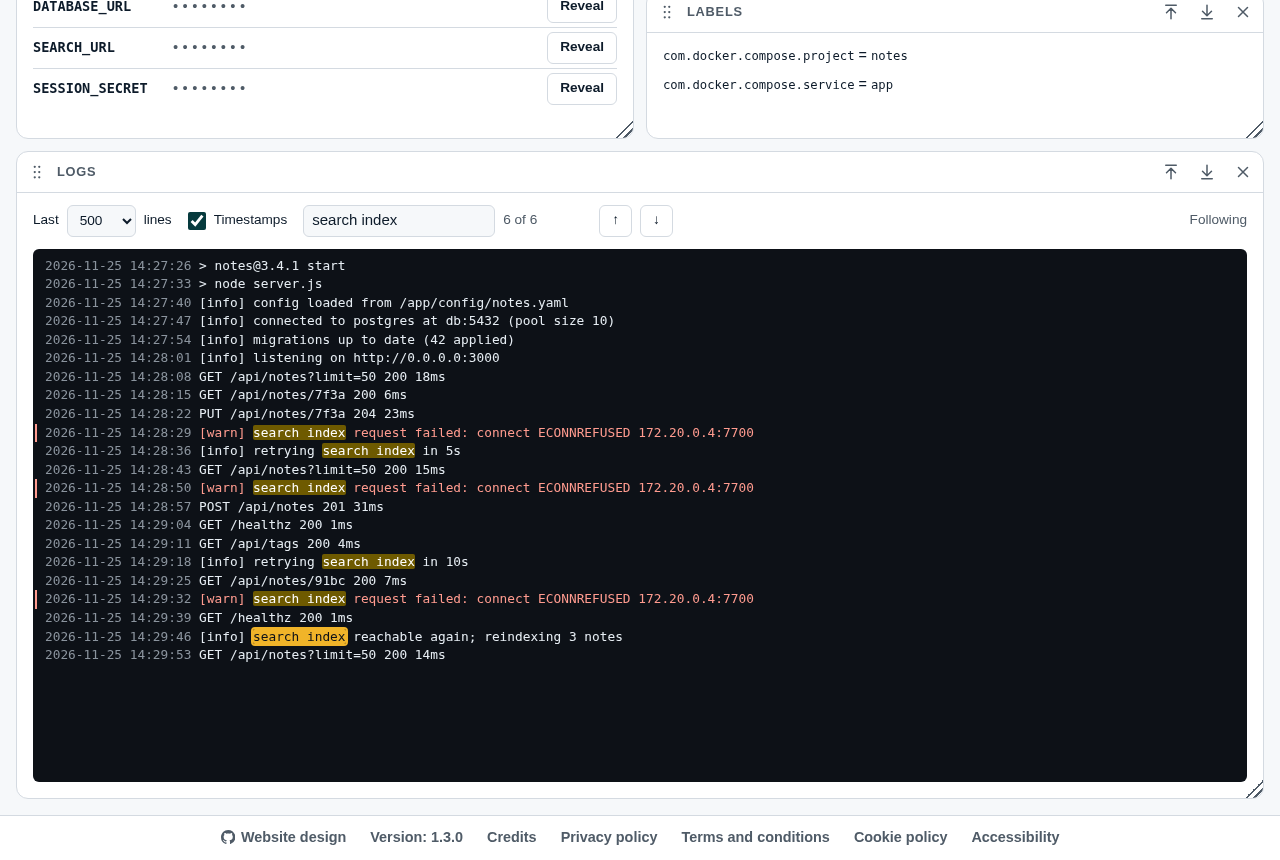 DATABASE_URL •••••••• Reveal
SEARCH_URL •••••••• Reveal
SESSION_SECRET •••••••• Reveal
LABELS
com.docker.compose.project = notes
com.docker.compose.service = app
LOGS
Last 500 lines Timestamps search index 6 of 6 ↑ ↓ Following
2026-11-25 14:27:26 > notes@3.4.1 start
2026-11-25 14:27:33 > node server.js
2026-11-25 14:27:40 [info] config loaded from /app/config/notes.yaml
2026-11-25 14:27:47 [info] connected to postgres at db:5432 (pool size 10)
2026-11-25 14:27:54 [info] migrations up to date (42 applied)
2026-11-25 14:28:01 [info] listening on http://0.0.0.0:3000
2026-11-25 14:28:08 GET /api/notes?limit=50 200 18ms
2026-11-25 14:28:15 GET /api/notes/7f3a 200 6ms
2026-11-25 14:28:22 PUT /api/notes/7f3a 204 23ms
2026-11-25 14:28:29 [warn] search index request failed: connect ECONNREFUSED 172.20.0.4:7700
2026-11-25 14:28:36 [info] retrying search index in 5s
2026-11-25 14:28:43 GET /api/notes?limit=50 200 15ms
2026-11-25 14:28:50 [warn] search index request failed: connect ECONNREFUSED 172.20.0.4:7700
2026-11-25 14:28:57 POST /api/notes 201 31ms
2026-11-25 14:29:04 GET /healthz 200 1ms
2026-11-25 14:29:11 GET /api/tags 200 4ms
2026-11-25 14:29:18 [info] retrying search index in 10s
2026-11-25 14:29:25 GET /api/notes/91bc 200 7ms
2026-11-25 14:29:32 [warn] search index request failed: connect ECONNREFUSED 172.20.0.4:7700
2026-11-25 14:29:39 GET /healthz 200 1ms
2026-11-25 14:29:46 [info] search index reachable again; reindexing 3 notes
2026-11-25 14:29:53 GET /api/notes?limit=50 200 14ms
Website design Version: 1.3.0 Credits Privacy policy Terms and conditions Cookie policy Accessibility